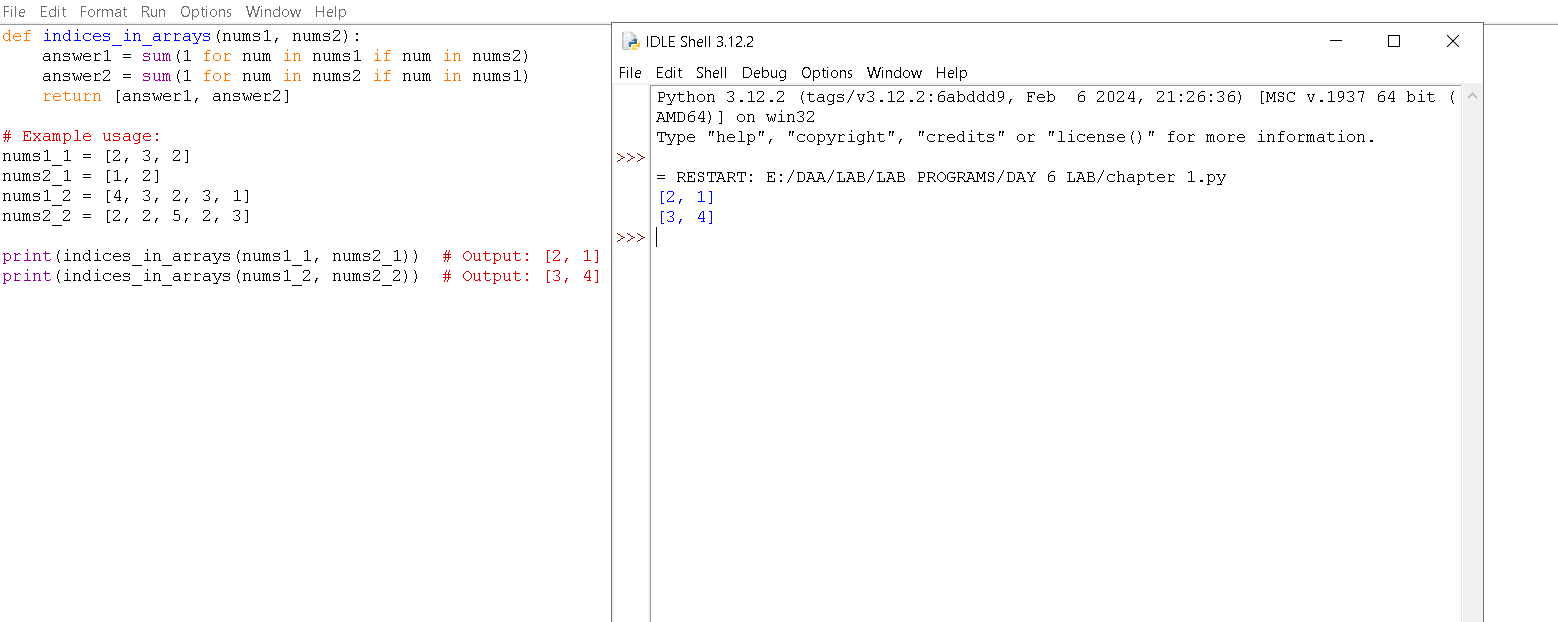 File Edit Format Run Options Window Help
def indices_in_arrays(nums1, nums2):
    answer1 = sum(1 for num in nums1 if num in nums2)
    answer2 = sum(1 for num in nums2 if num in nums1)
    return [answer1, answer2]

# Example usage:
nums1_1 = [2, 3, 2]
nums2_1 = [1, 2]
nums1_2 = [4, 3, 2, 3, 1]
nums2_2 = [2, 2, 5, 2, 3]

print(indices_in_arrays(nums1_1, nums2_1))  # Output: [2, 1]
print(indices_in_arrays(nums1_2, nums2_2))  # Output: [3, 4]
IDLE Shell 3.12.2
File Edit Shell Debug Options Window Help
Python 3.12.2 (tags/v3.12.2:6abddd9, Feb  6 2024, 21:26:36) [MSC v.1937 64 bit (
AMD64)] on win32
Type "help", "copyright", "credits" or "license()" for more information.
>>>
= RESTART: E:/DAA/LAB/LAB PROGRAMS/DAY 6 LAB/chapter 1.py
[2, 1]
[3, 4]
>>>